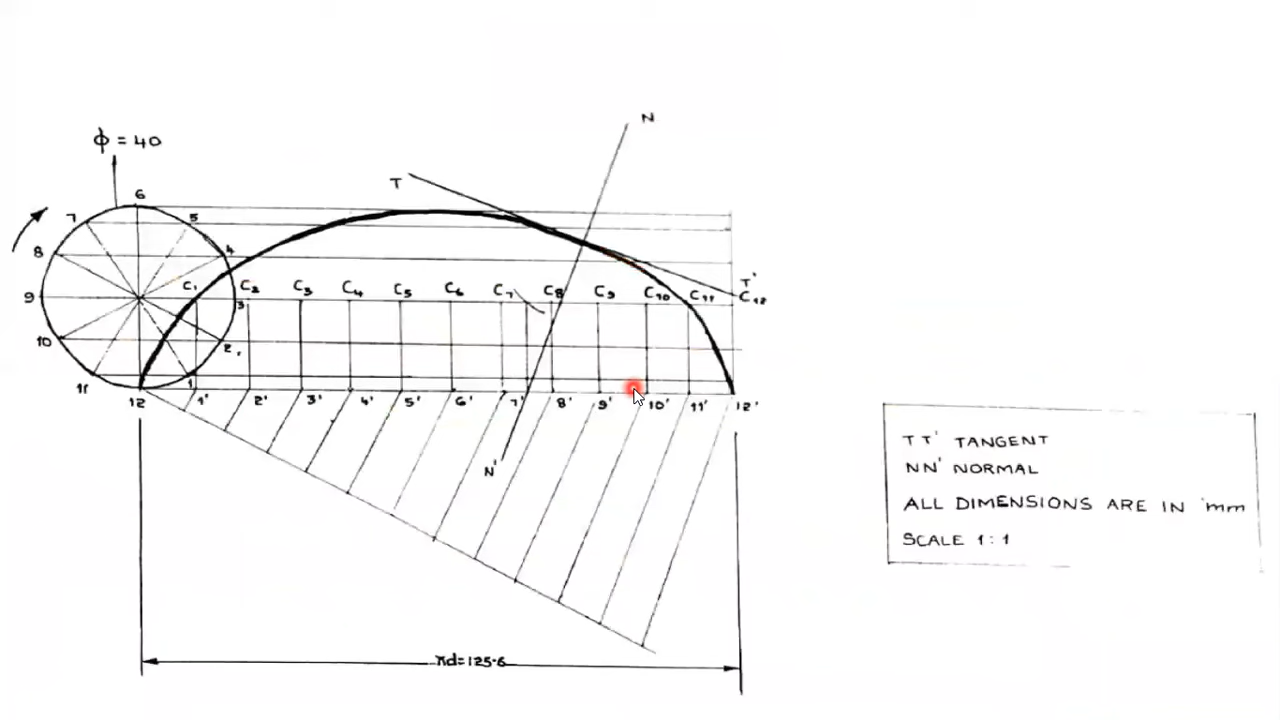 ϕ = 40
N
6
T
7 5
8 4
T'
C1 C2 C3 C4 C5 C6 C7 C8 C9 C10 C11 C12
9 3
10 2
11 1
12 1' 2' 3' 4' 5' 6' 7' 8' 9' 10' 11' 12'
N'
TT' TANGENT
NN' NORMAL
ALL DIMENSIONS ARE IN mm
SCALE 1:1
πd=125.6